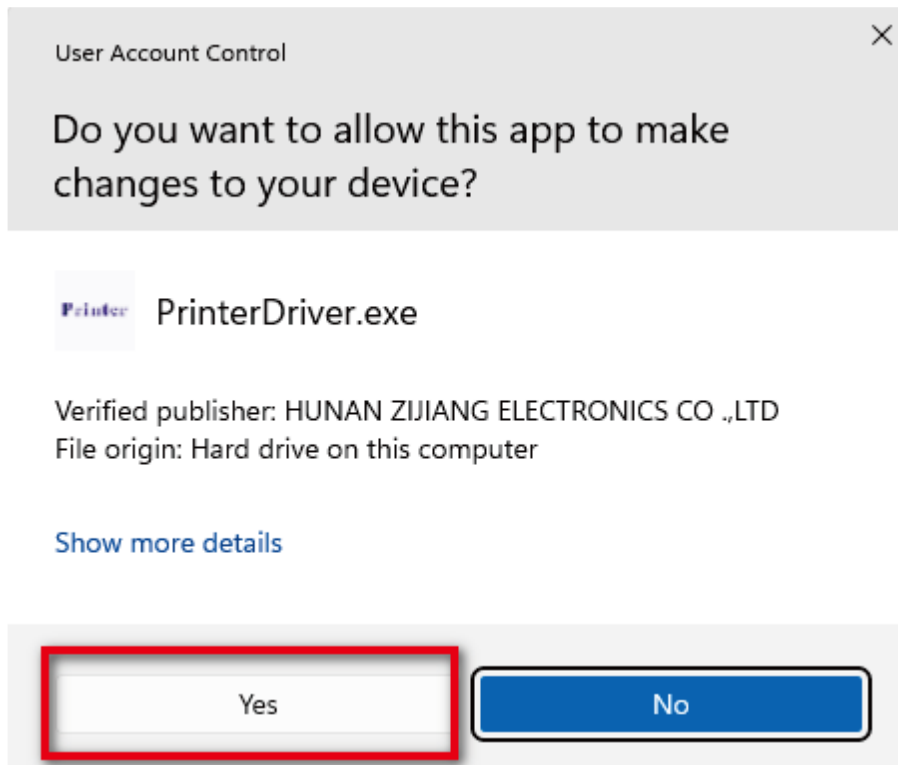 User Account Control
Do you want to allow this app to make
changes to your device?
Printer
PrinterDriver.exe
Verified publisher: HUNAN ZIJIANG ELECTRONICS CO .,LTD
File origin: Hard drive on this computer
Show more details
Yes
No